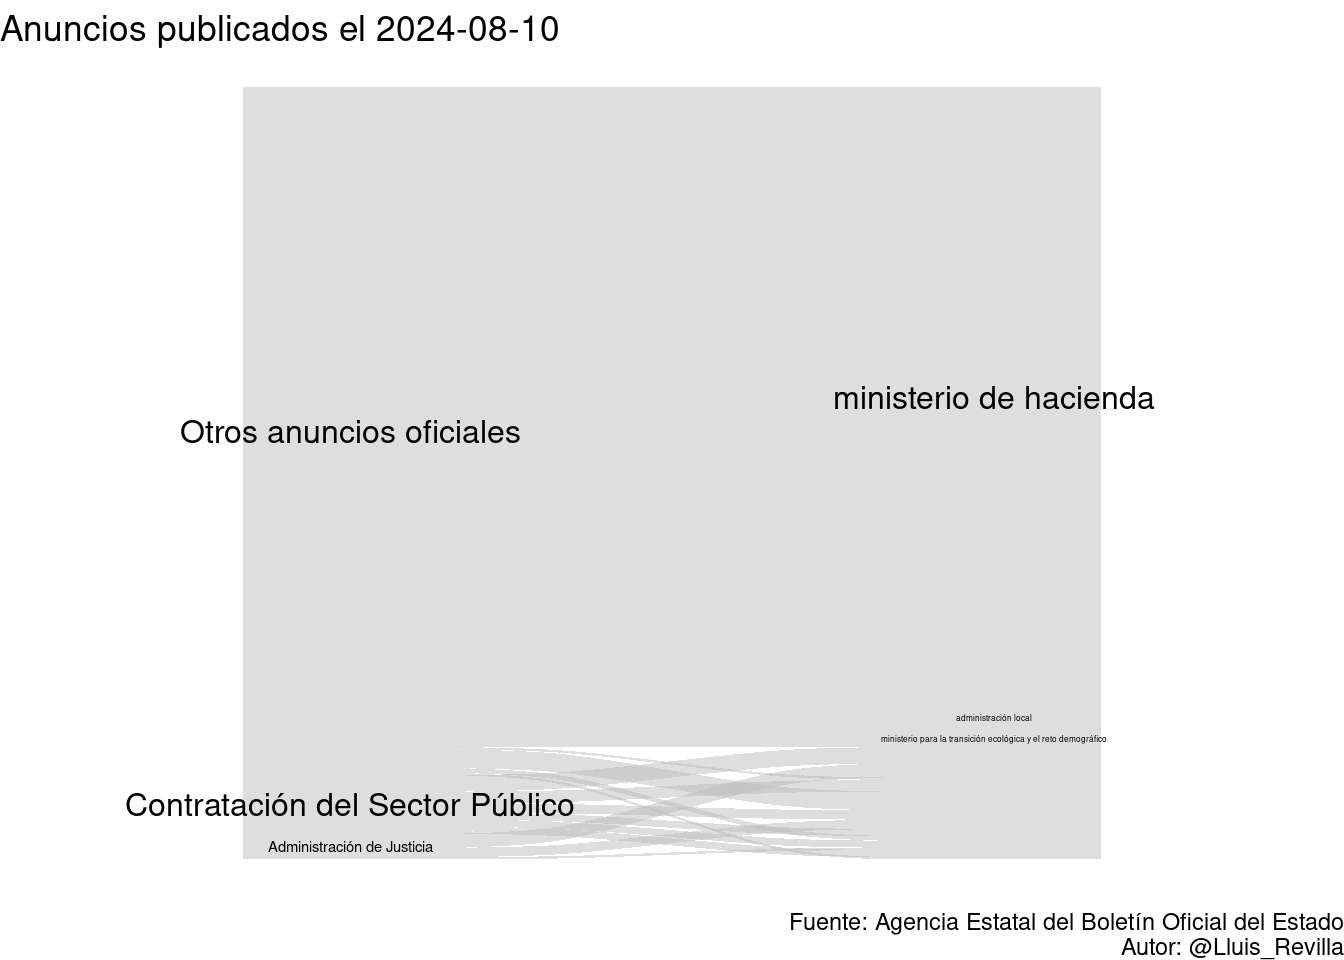 Anuncios publicados el 2024-08-10
ministerio de hacienda
Otros anuncios oficiales
administración local
ministerio para la transición ecológica y el reto demográfico
Contratación del Sector Público
Administración de Justicia
Fuente: Agencia Estatal del Boletín Oficial del Estado
Autor: @Lluis_Revilla